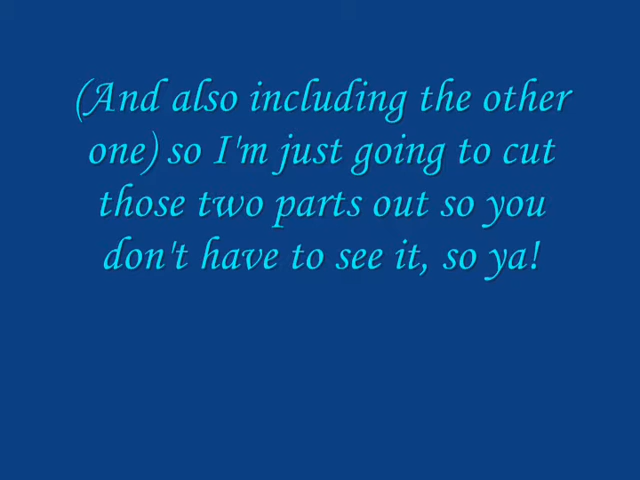 (And also including the other
one) so I'm just going to cut
those two parts out so you
don't have to see it, so ya!